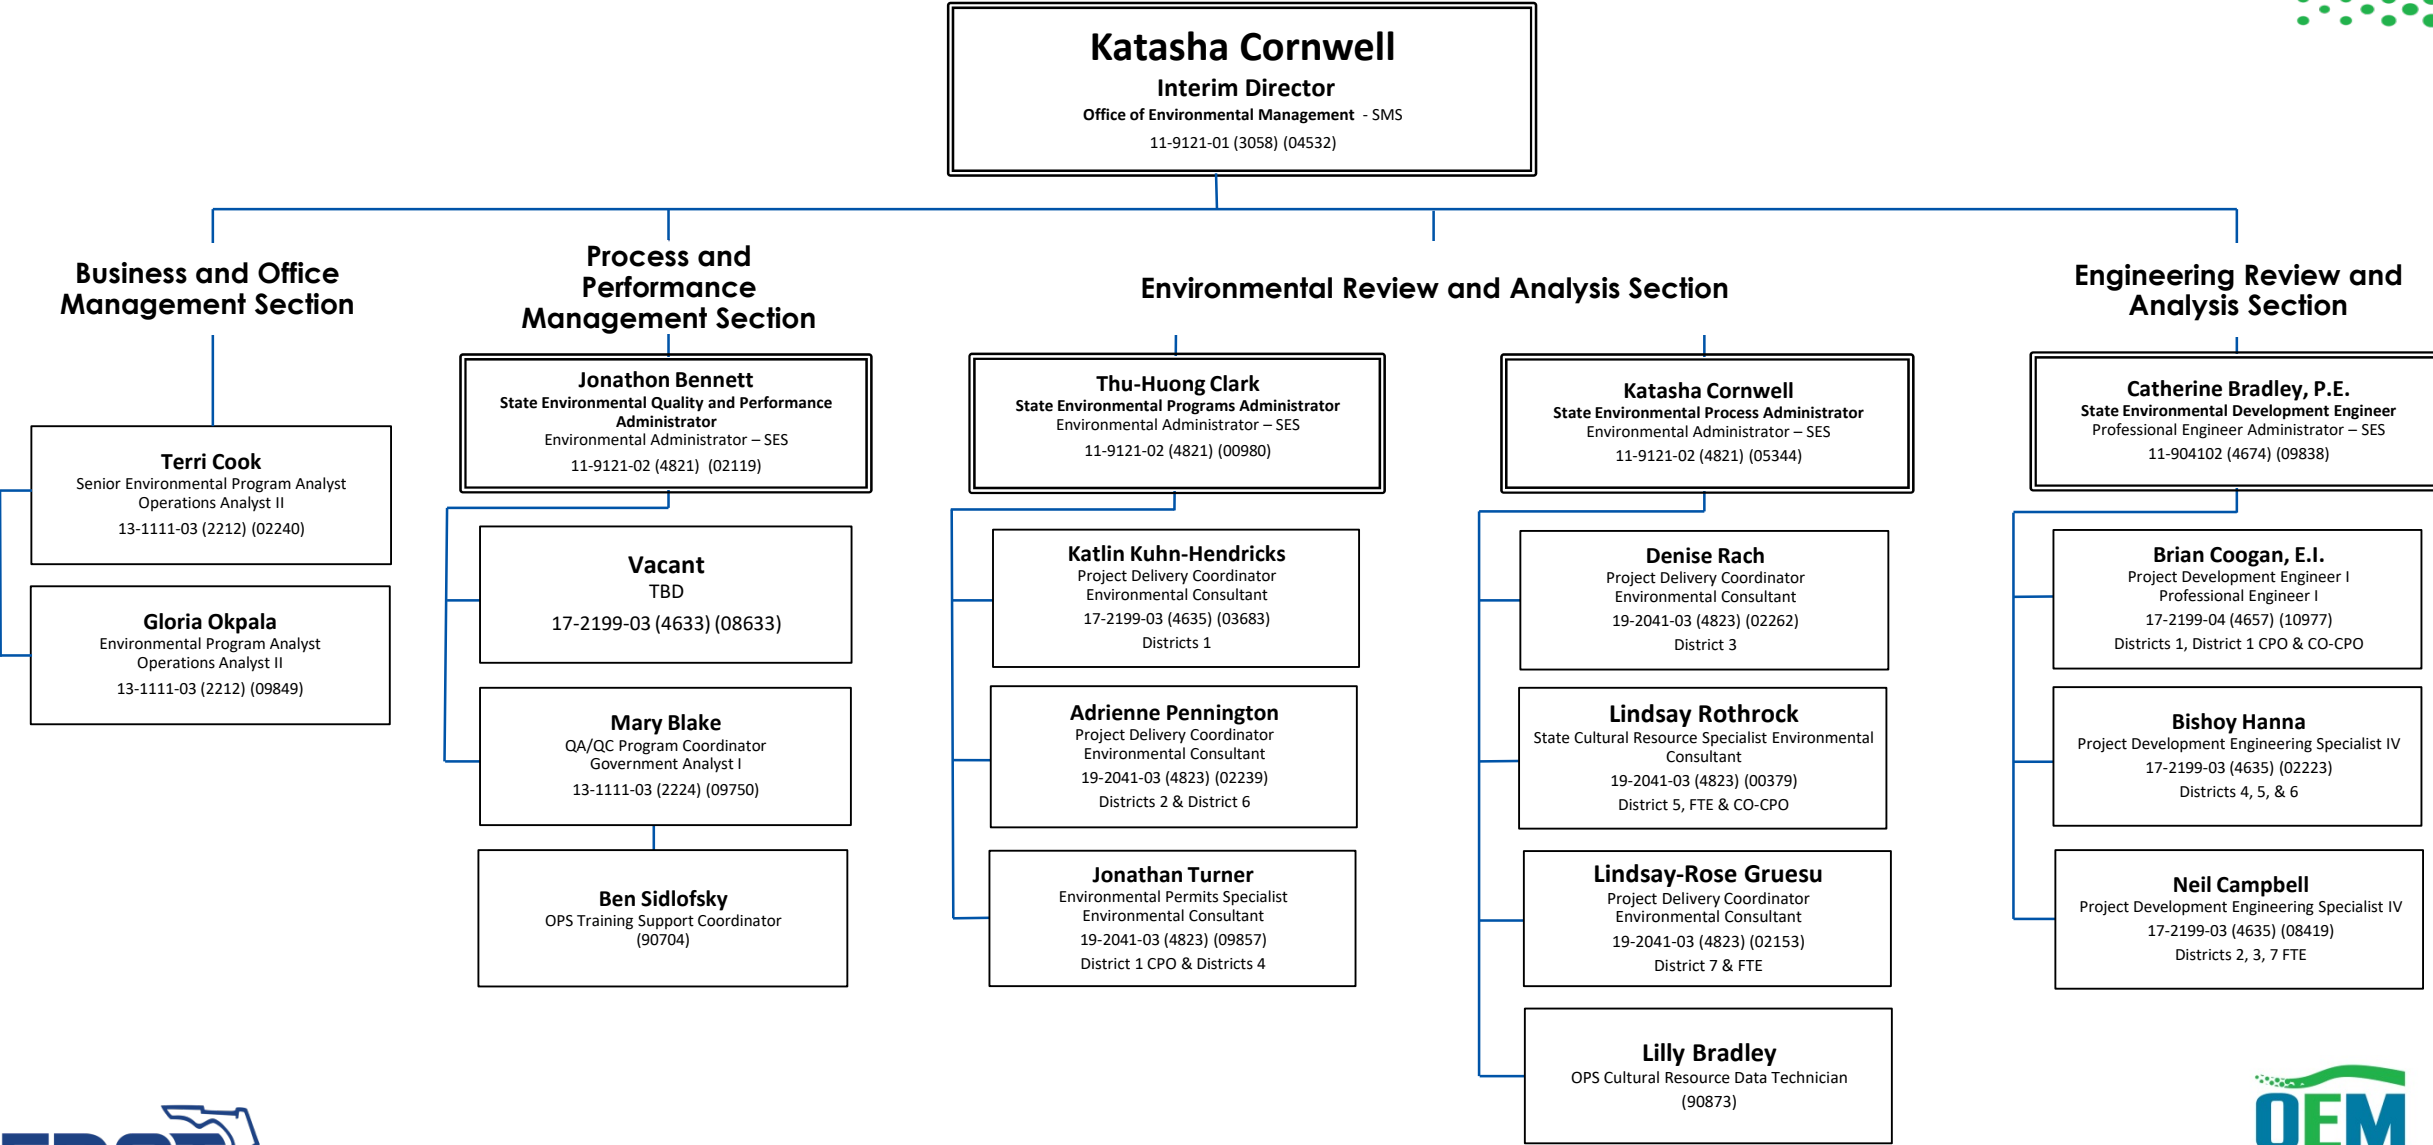 Katasha Cornwell
Interim Director
Office of Environmental Management - SMS
11-9121-01 (3058) (04532)
Business and Office
Management Section
Terri Cook
Senior Environmental Program Analyst
Operations Analyst II
13-1111-03 (2212) (02240)
Gloria Okpala
Environmental Program Analyst
Operations Analyst II
13-1111-03 (2212) (09849)
Process and
Performance
Management Section
Jonathon Bennett
State Environmental Quality and Performance
Administrator
Environmental Administrator – SES
11-9121-02 (4821) (02119)
Vacant
TBD
17-2199-03 (4633) (08633)
Mary Blake
QA/QC Program Coordinator
Government Analyst I
13-1111-03 (2224) (09750)
Ben Sidlofsky
OPS Training Support Coordinator
(90704)
Environmental Review and Analysis Section
Thu-Huong Clark
State Environmental Programs Administrator
Environmental Administrator – SES
11-9121-02 (4821) (00980)
Katlin Kuhn-Hendricks
Project Delivery Coordinator
Environmental Consultant
17-2199-03 (4635) (03683)
Districts 1
Adrienne Pennington
Project Delivery Coordinator
Environmental Consultant
19-2041-03 (4823) (02239)
Districts 2 & District 6
Jonathan Turner
Environmental Permits Specialist
Environmental Consultant
19-2041-03 (4823) (09857)
District 1 CPO & Districts 4
Katasha Cornwell
State Environmental Process Administrator
Environmental Administrator – SES
11-9121-02 (4821) (05344)
Denise Rach
Project Delivery Coordinator
Environmental Consultant
19-2041-03 (4823) (02262)
District 3
Lindsay Rothrock
State Cultural Resource Specialist Environmental
Consultant
19-2041-03 (4823) (00379)
District 5, FTE & CO-CPO
Lindsay-Rose Gruesu
Project Delivery Coordinator
Environmental Consultant
19-2041-03 (4823) (02153)
District 7 & FTE
Lilly Bradley
OPS Cultural Resource Data Technician
(90873)
Engineering Review and
Analysis Section
Catherine Bradley, P.E.
State Environmental Development Engineer
Professional Engineer Administrator – SES
11-904102 (4674) (09838)
Brian Coogan, E.I.
Project Development Engineer I
Professional Engineer I
17-2199-04 (4657) (10977)
Districts 1, District 1 CPO & CO-CPO
Bishoy Hanna
Project Development Engineering Specialist IV
17-2199-03 (4635) (02223)
Districts 4, 5, & 6
Neil Campbell
Project Development Engineering Specialist IV
17-2199-03 (4635) (08419)
Districts 2, 3, 7 FTE
FDOT
OEM